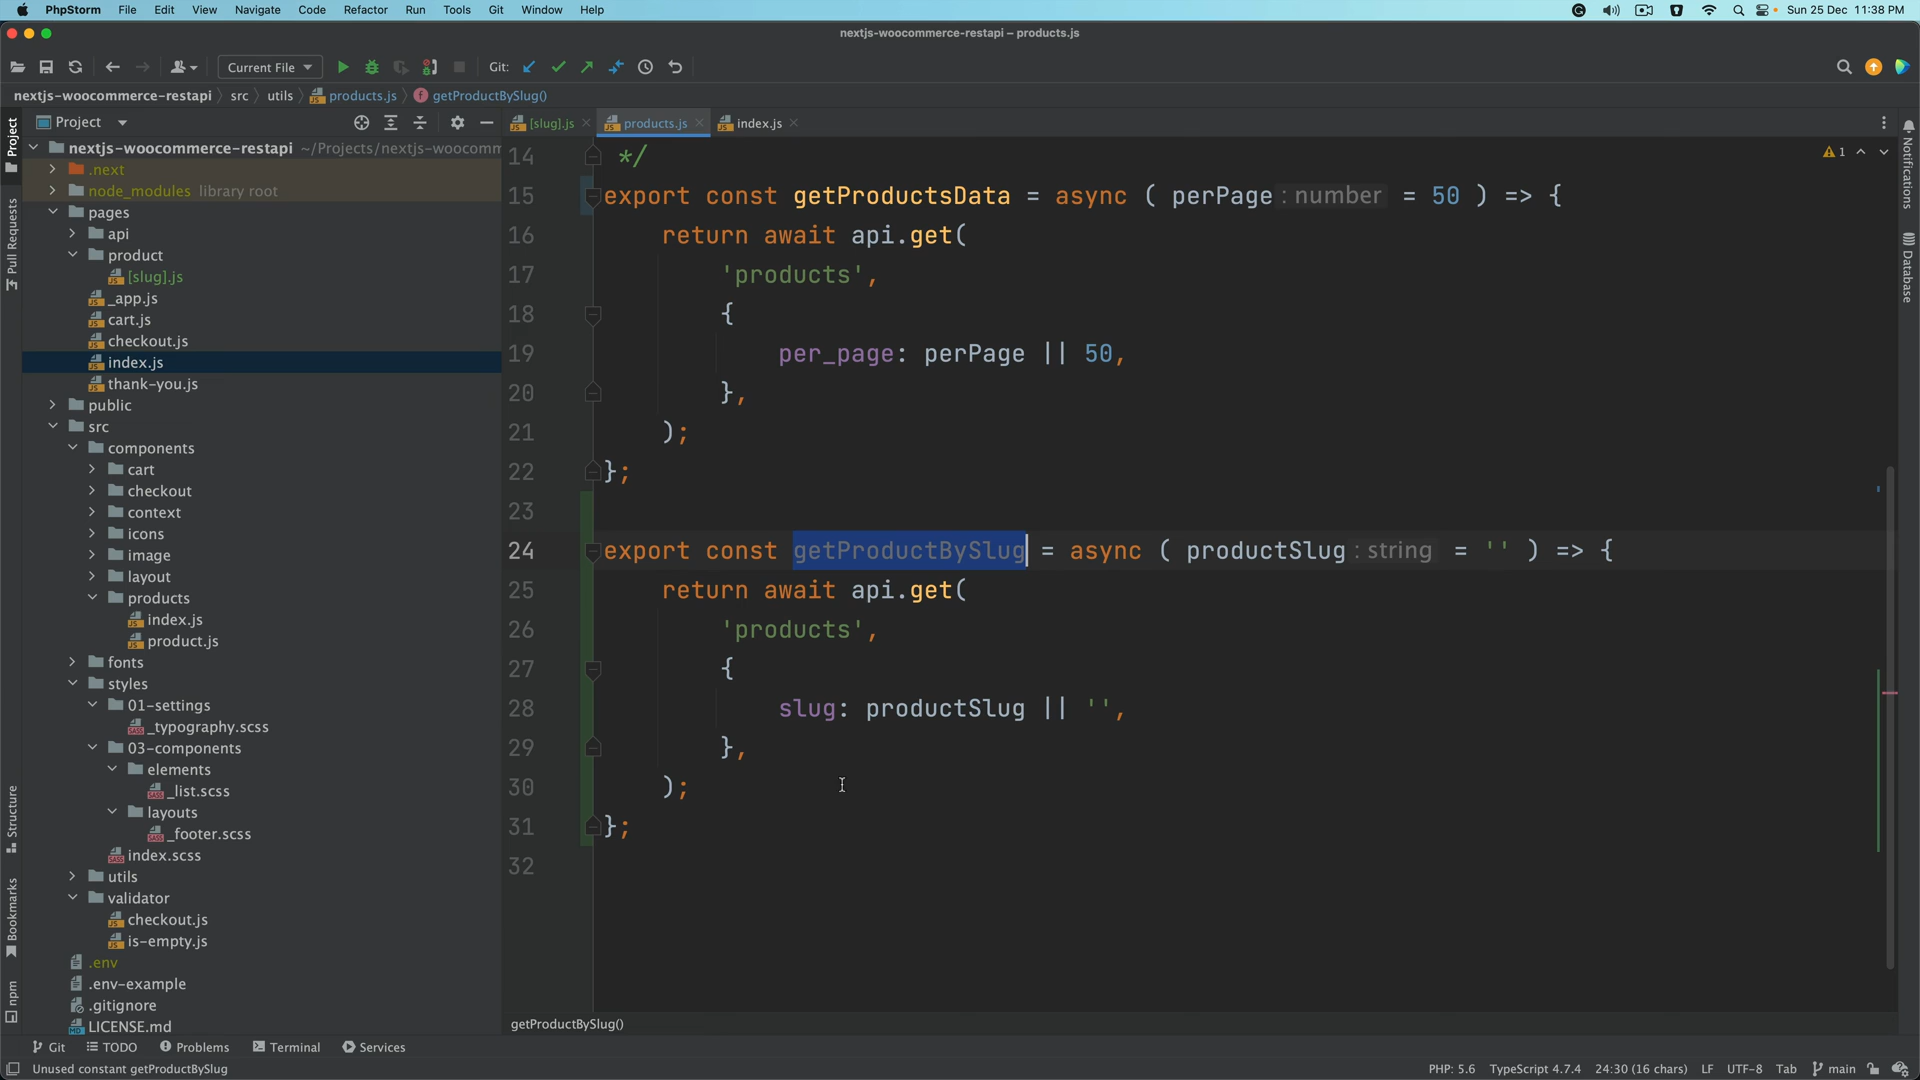 PhpStorm File Edit View Navigate Code Refactor Run Tools Git Window Help Sun 25 Dec 11:38 PM
nextjs-woocommerce-restapi – products.js
Current File Git:
nextjs-woocommerce-restapi src utils products.js getProductBySlug()
Project [slug].js products.js index.js
nextjs-woocommerce-restapi ~/Projects/nextjs-woocomm
.next
node_modules library root
pages
api
product
[slug].js
_app.js
cart.js
checkout.js
index.js
thank-you.js
public
src
components
cart
checkout
context
icons
image
layout
products
index.js
product.js
fonts
styles
01-settings
_typography.scss
03-components
elements
_list.scss
layouts
_footer.scss
index.scss
utils
validator
checkout.js
is-empty.js
.env
.env-example
.gitignore
LICENSE.md
Project
Pull Requests
Structure
Bookmarks
npm
14 */
15 export const getProductsData = async ( perPage : number = 50 ) => {
16 return await api.get(
17 'products',
18 {
19 per_page: perPage || 50,
20 },
21 );
22 };
23
24 export const getProductBySlug = async ( productSlug : string = '' ) => {
25 return await api.get(
26 'products',
27 {
28 slug: productSlug || '',
29 },
30 );
31 };
32
1
Notifications
Database
getProductBySlug()
Git TODO Problems Terminal Services
Unused constant getProductBySlug PHP: 5.6 TypeScript 4.7.4 24:30 (16 chars) LF UTF-8 Tab main